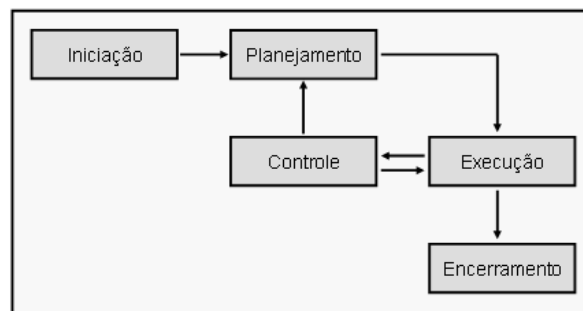 Iniciação
Planejamento
Controle
Execução
Encerramento